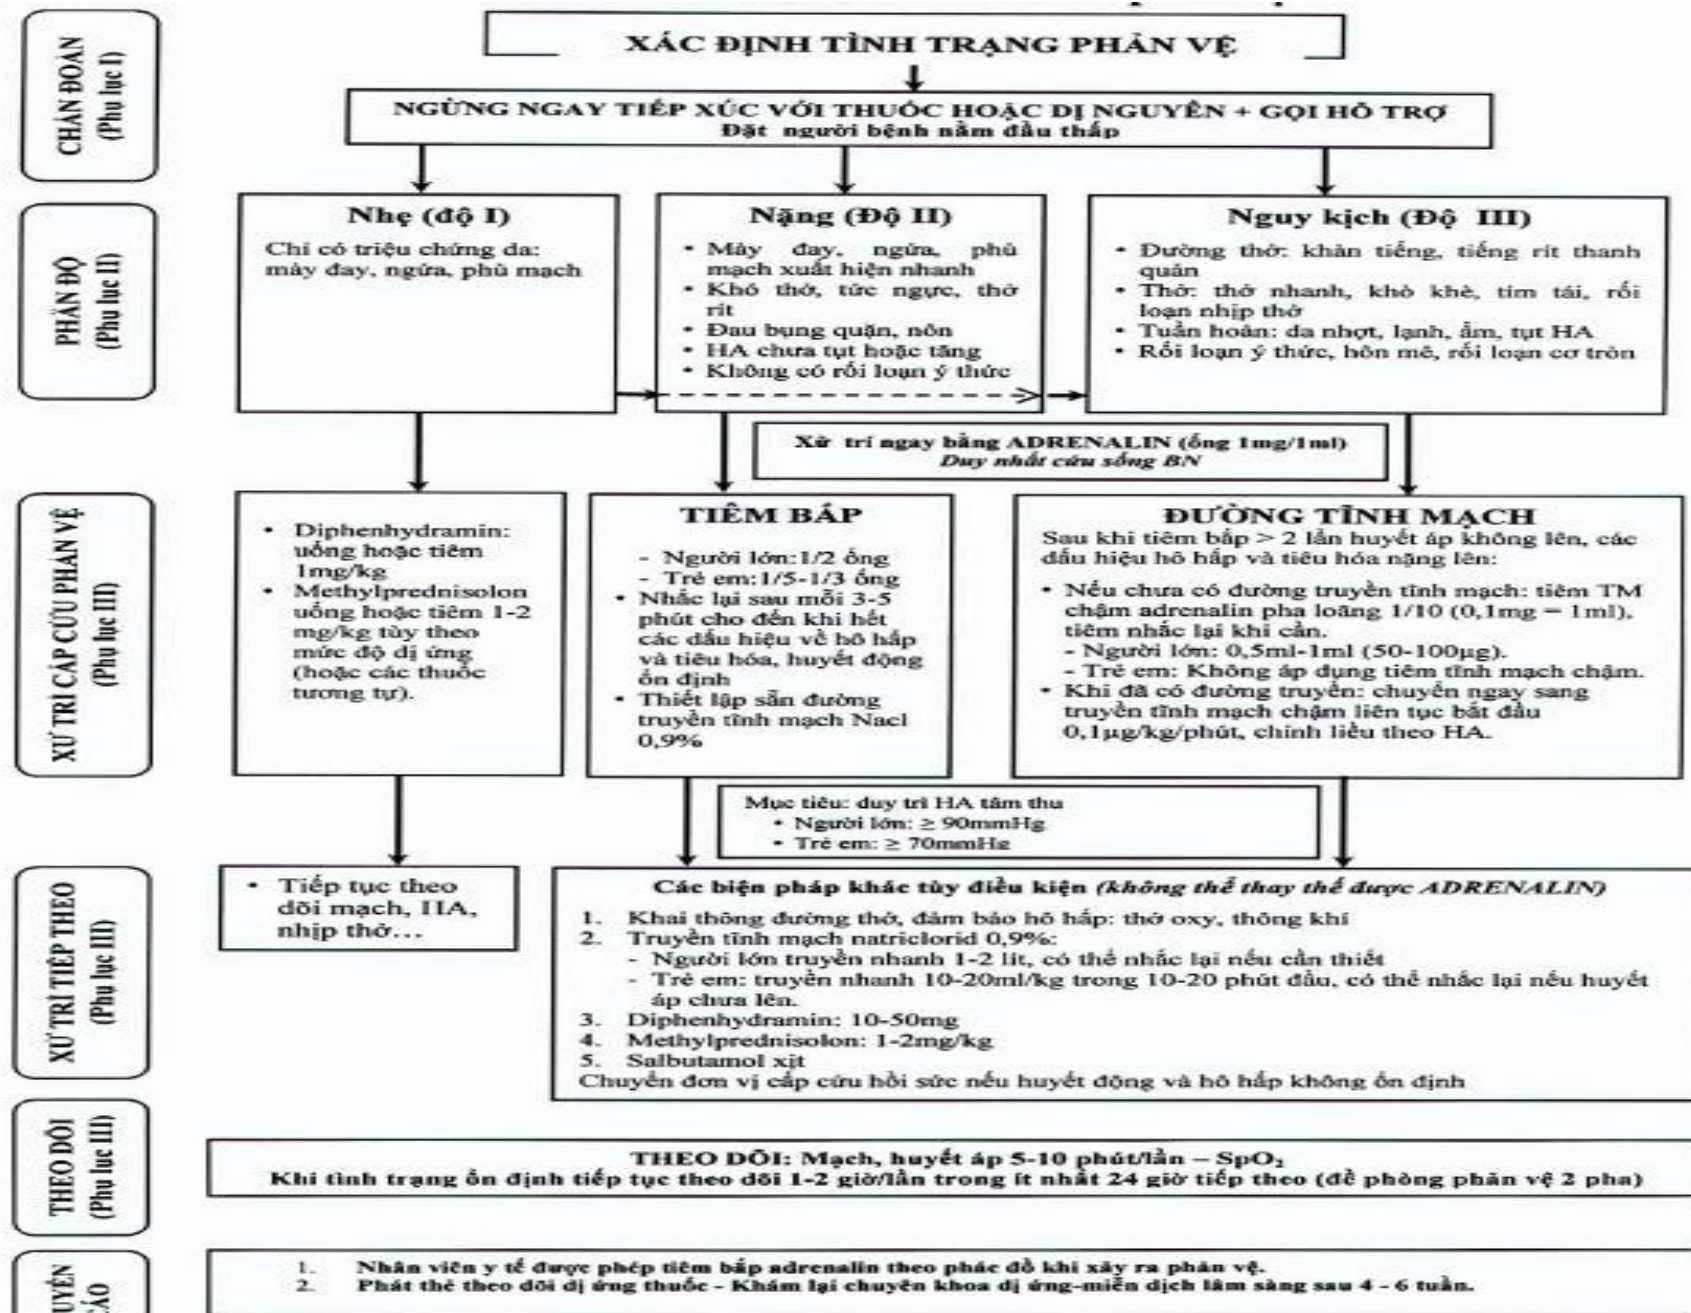 XÁC ĐỊNH TÌNH TRẠNG PHẢN VỆ
CHẨN ĐOÁN
(Phụ lục I)
NGỪNG NGAY TIẾP XÚC VỚI THUỐC HOẶC DỊ NGUYÊN + GỌI HỖ TRỢ
Đặt người bệnh nằm đầu thấp
PHÂN ĐỘ
(Phụ lục II)
Nhẹ (độ I)
Chỉ có triệu chứng da:
mày đay, ngứa, phù mạch
Nặng (Độ II)
• Mày đay, ngứa, phù
mạch xuất hiện nhanh
• Khó thở, tức ngực, thở
rít
• Đau bụng quặn, nôn
• HA chưa tụt hoặc tăng
• Không có rối loạn ý thức
Nguy kịch (Độ III)
• Đường thở: khàn tiếng, tiếng rít thanh
quản
• Thở: thở nhanh, khò khè, tím tái, rối
loạn nhịp thở
• Tuần hoàn: da nhợt, lạnh, ẩm, tụt HA
• Rối loạn ý thức, hôn mê, rối loạn cơ tròn
Xử trí ngay bằng ADRENALIN (ống 1mg/1ml)
Duy nhất cứu sống BN
XỬ TRÍ CẤP CỨU PHẢN VỆ
(Phụ lục III)
• Diphenhydramin:
uống hoặc tiêm
1mg/kg
• Methylprednisolon
uống hoặc tiêm 1-2
mg/kg tùy theo
mức độ dị ứng
(hoặc các thuốc
tương tự).
TIÊM BẮP
- Người lớn:1/2 ống
- Trẻ em:1/5-1/3 ống
• Nhắc lại sau mỗi 3-5
phút cho đến khi hết
các dấu hiệu về hô hấp
và tiêu hóa, huyết động
ổn định
• Thiết lập sẵn đường
truyền tĩnh mạch Nacl
0,9%
ĐƯỜNG TĨNH MẠCH
Sau khi tiêm bắp > 2 lần huyết áp không lên, các
dấu hiệu hô hấp và tiêu hóa nặng lên:
• Nếu chưa có đường truyền tĩnh mạch: tiêm TM
chậm adrenalin pha loãng 1/10 (0,1mg = 1ml),
tiêm nhắc lại khi cần.
- Người lớn: 0,5ml-1ml (50-100µg).
- Trẻ em: Không áp dụng tiêm tĩnh mạch chậm.
• Khi đã có đường truyền: chuyển ngay sang
truyền tĩnh mạch chậm liên tục bắt đầu
0,1µg/kg/phút, chỉnh liều theo HA.
Mục tiêu: duy trì HA tâm thu
• Người lớn: ≥ 90mmHg
• Trẻ em: ≥ 70mmHg
XỬ TRÍ TIẾP THEO
(Phụ lục III)
• Tiếp tục theo
dõi mạch, HA,
nhịp thở...
Các biện pháp khác tùy điều kiện (không thể thay thế được ADRENALIN)
1. Khai thông đường thở, đảm bảo hô hấp: thở oxy, thông khí
2. Truyền tĩnh mạch natriclorid 0,9%:
- Người lớn truyền nhanh 1-2 lít, có thể nhắc lại nếu cần thiết
- Trẻ em: truyền nhanh 10-20ml/kg trong 10-20 phút đầu, có thể nhắc lại nếu huyết
áp chưa lên.
3. Diphenhydramin: 10-50mg
4. Methylprednisolon: 1-2mg/kg
5. Salbutamol xịt
Chuyển đơn vị cấp cứu hồi sức nếu huyết động và hô hấp không ổn định
THEO DÕI
(Phụ lục III)
THEO DÕI: Mạch, huyết áp 5-10 phút/lần – SpO₂
Khi tình trạng ổn định tiếp tục theo dõi 1-2 giờ/lần trong ít nhất 24 giờ tiếp theo (đề phòng phản vệ 2 pha)
1. Nhân viên y tế được phép tiêm bắp adrenalin theo phác đồ khi xảy ra phản vệ.
2. Phát thẻ theo dõi dị ứng thuốc - Khám lại chuyên khoa dị ứng-miễn dịch lâm sàng sau 4 - 6 tuần.